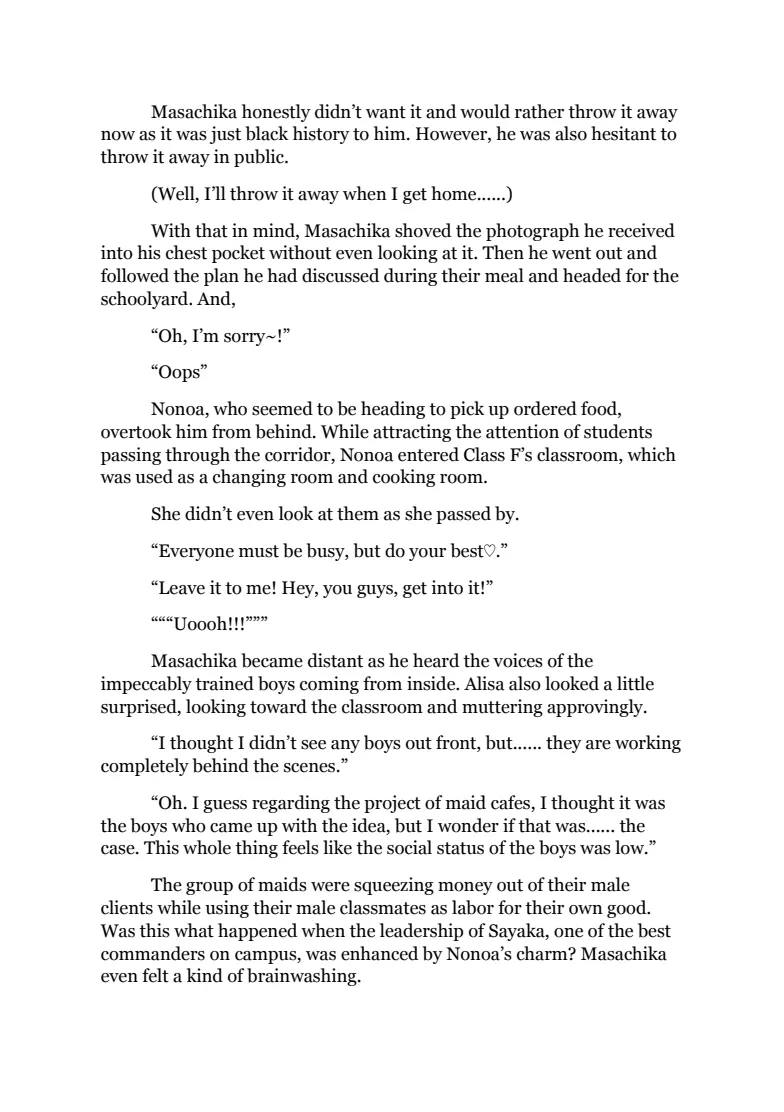 Masachika honestly didn’t want it and would rather throw it away
now as it was just black history to him. However, he was also hesitant to
throw it away in public.
(Well, I’ll throw it away when I get home......)
With that in mind, Masachika shoved the photograph he received
into his chest pocket without even looking at it. Then he went out and
followed the plan he had discussed during their meal and headed for the
schoolyard. And,
“Oh, I’m sorry~!”
“Oops”
Nonoa, who seemed to be heading to pick up ordered food,
overtook him from behind. While attracting the attention of students
passing through the corridor, Nonoa entered Class F’s classroom, which
was used as a changing room and cooking room.
She didn’t even look at them as she passed by.
“Everyone must be busy, but do your best♡.”
“Leave it to me! Hey, you guys, get into it!”
“““Uoooh!!!”””
Masachika became distant as he heard the voices of the
impeccably trained boys coming from inside. Alisa also looked a little
surprised, looking toward the classroom and muttering approvingly.
“I thought I didn’t see any boys out front, but...... they are working
completely behind the scenes.”
“Oh. I guess regarding the project of maid cafes, I thought it was
the boys who came up with the idea, but I wonder if that was...... the
case. This whole thing feels like the social status of the boys was low.”
The group of maids were squeezing money out of their male
clients while using their male classmates as labor for their own good.
Was this what happened when the leadership of Sayaka, one of the best
commanders on campus, was enhanced by Nonoa’s charm? Masachika
even felt a kind of brainwashing.